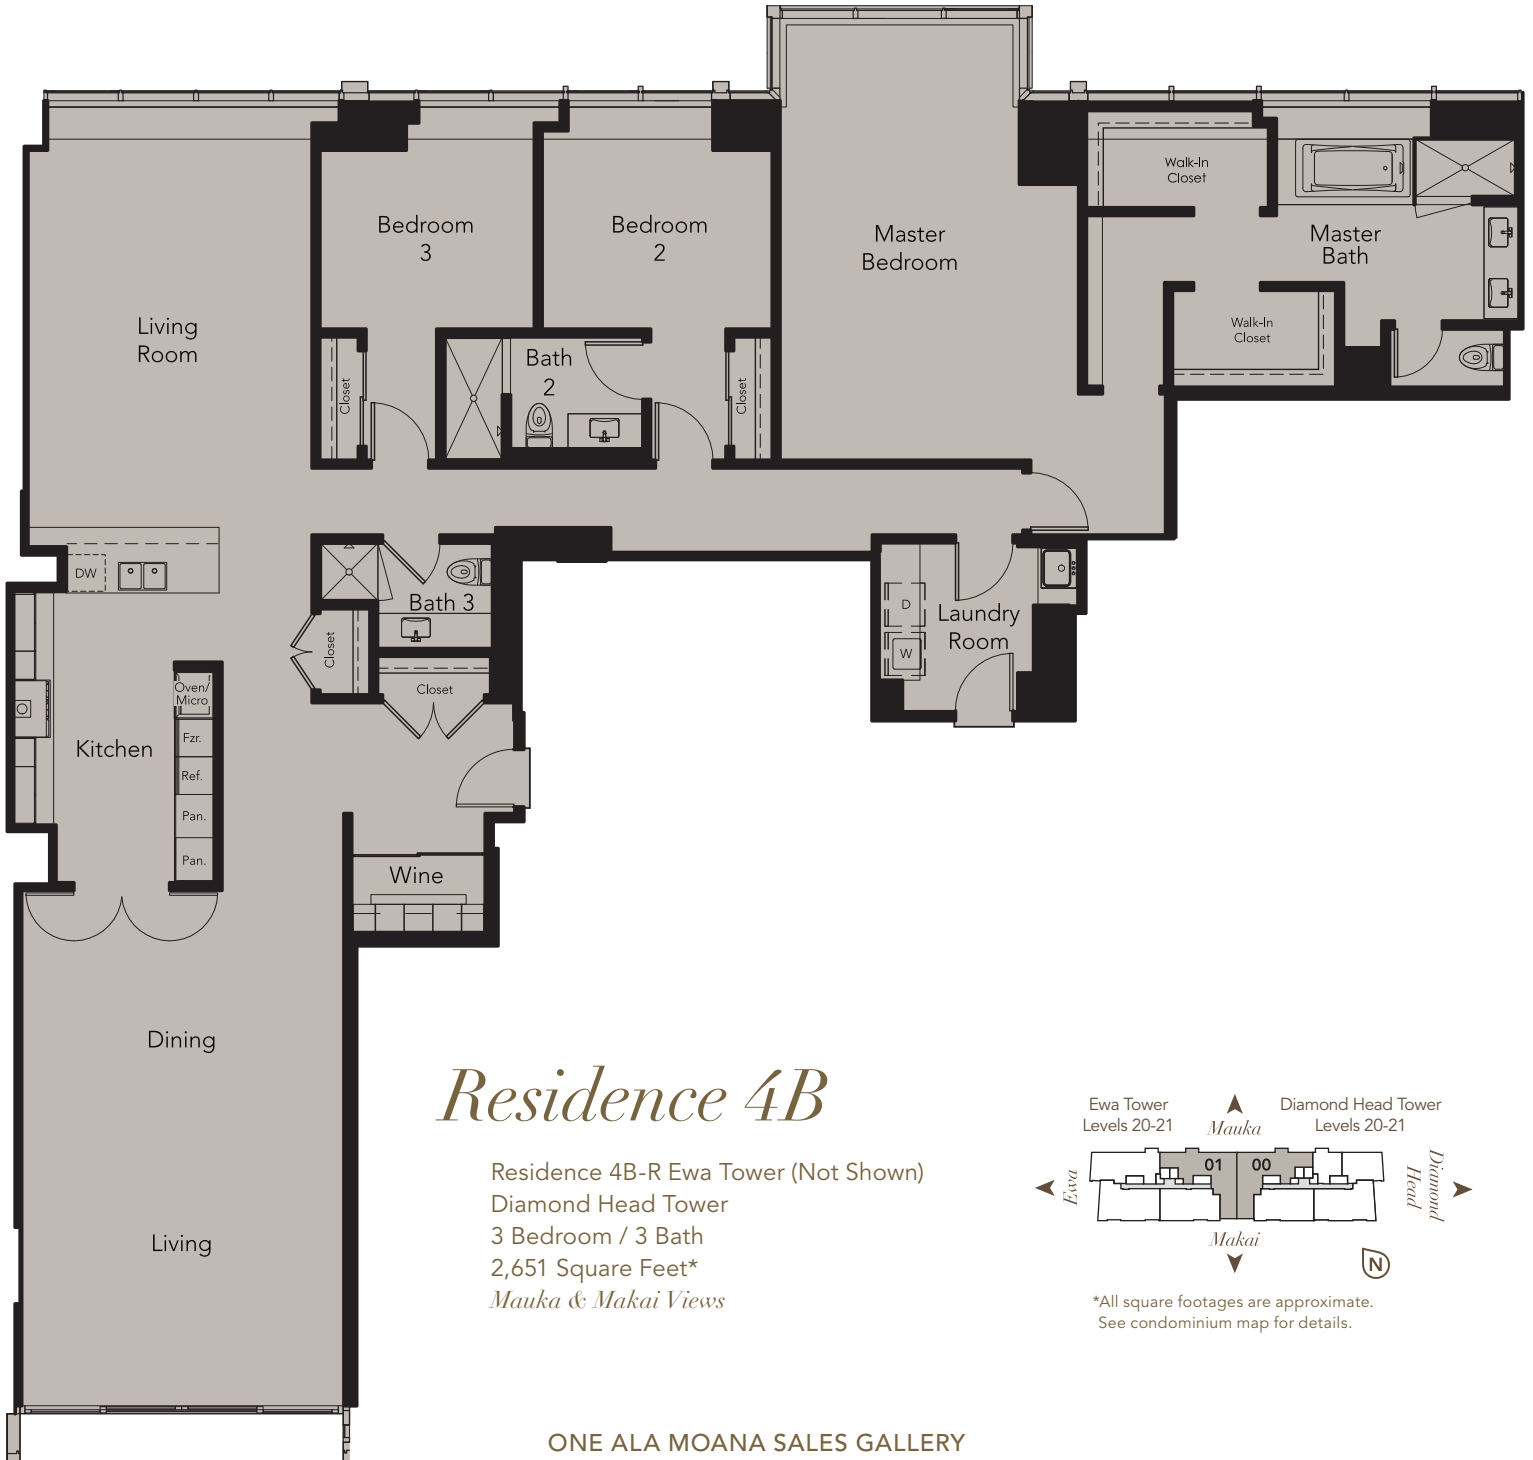 Walk-In
Closet
Bedroom
3
Bedroom
2
Master
Bedroom
Master
Bath
Living
Room
Walk-In
Closet
Bath
2
Closet
Closet
DW
Bath 3
D
Laundry
Room
W
Closet
Closet
Oven/
Micro
Fzr.
Kitchen
Ref.
Pan.
Pan.
Wine
Dining
Living
Residence 4B
Residence 4B-R Ewa Tower (Not Shown)
Diamond Head Tower
3 Bedroom / 3 Bath
2,651 Square Feet*
Mauka & Makai Views
Ewa Tower
Levels 20-21
Mauka
Diamond Head Tower
Levels 20-21
01
00
Ewa
Diamond
Head
Makai
N
*All square footages are approximate.
See condominium map for details.
ONE ALA MOANA SALES GALLERY